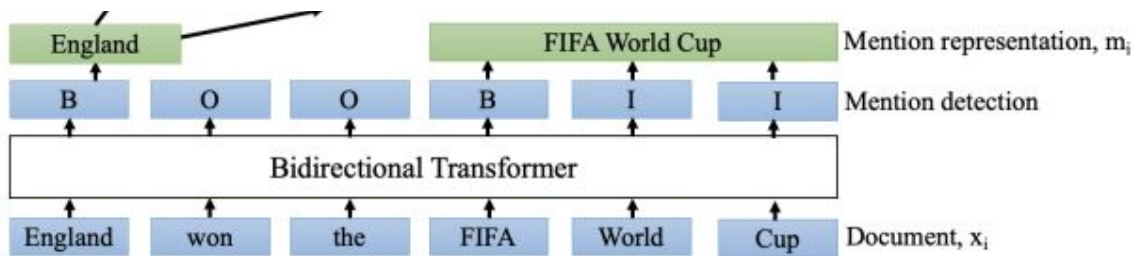 England FIFA World Cup Mention representation, mᵢ
B O O B I I Mention detection
Bidirectional Transformer
England won the FIFA World Cup Document, xᵢ